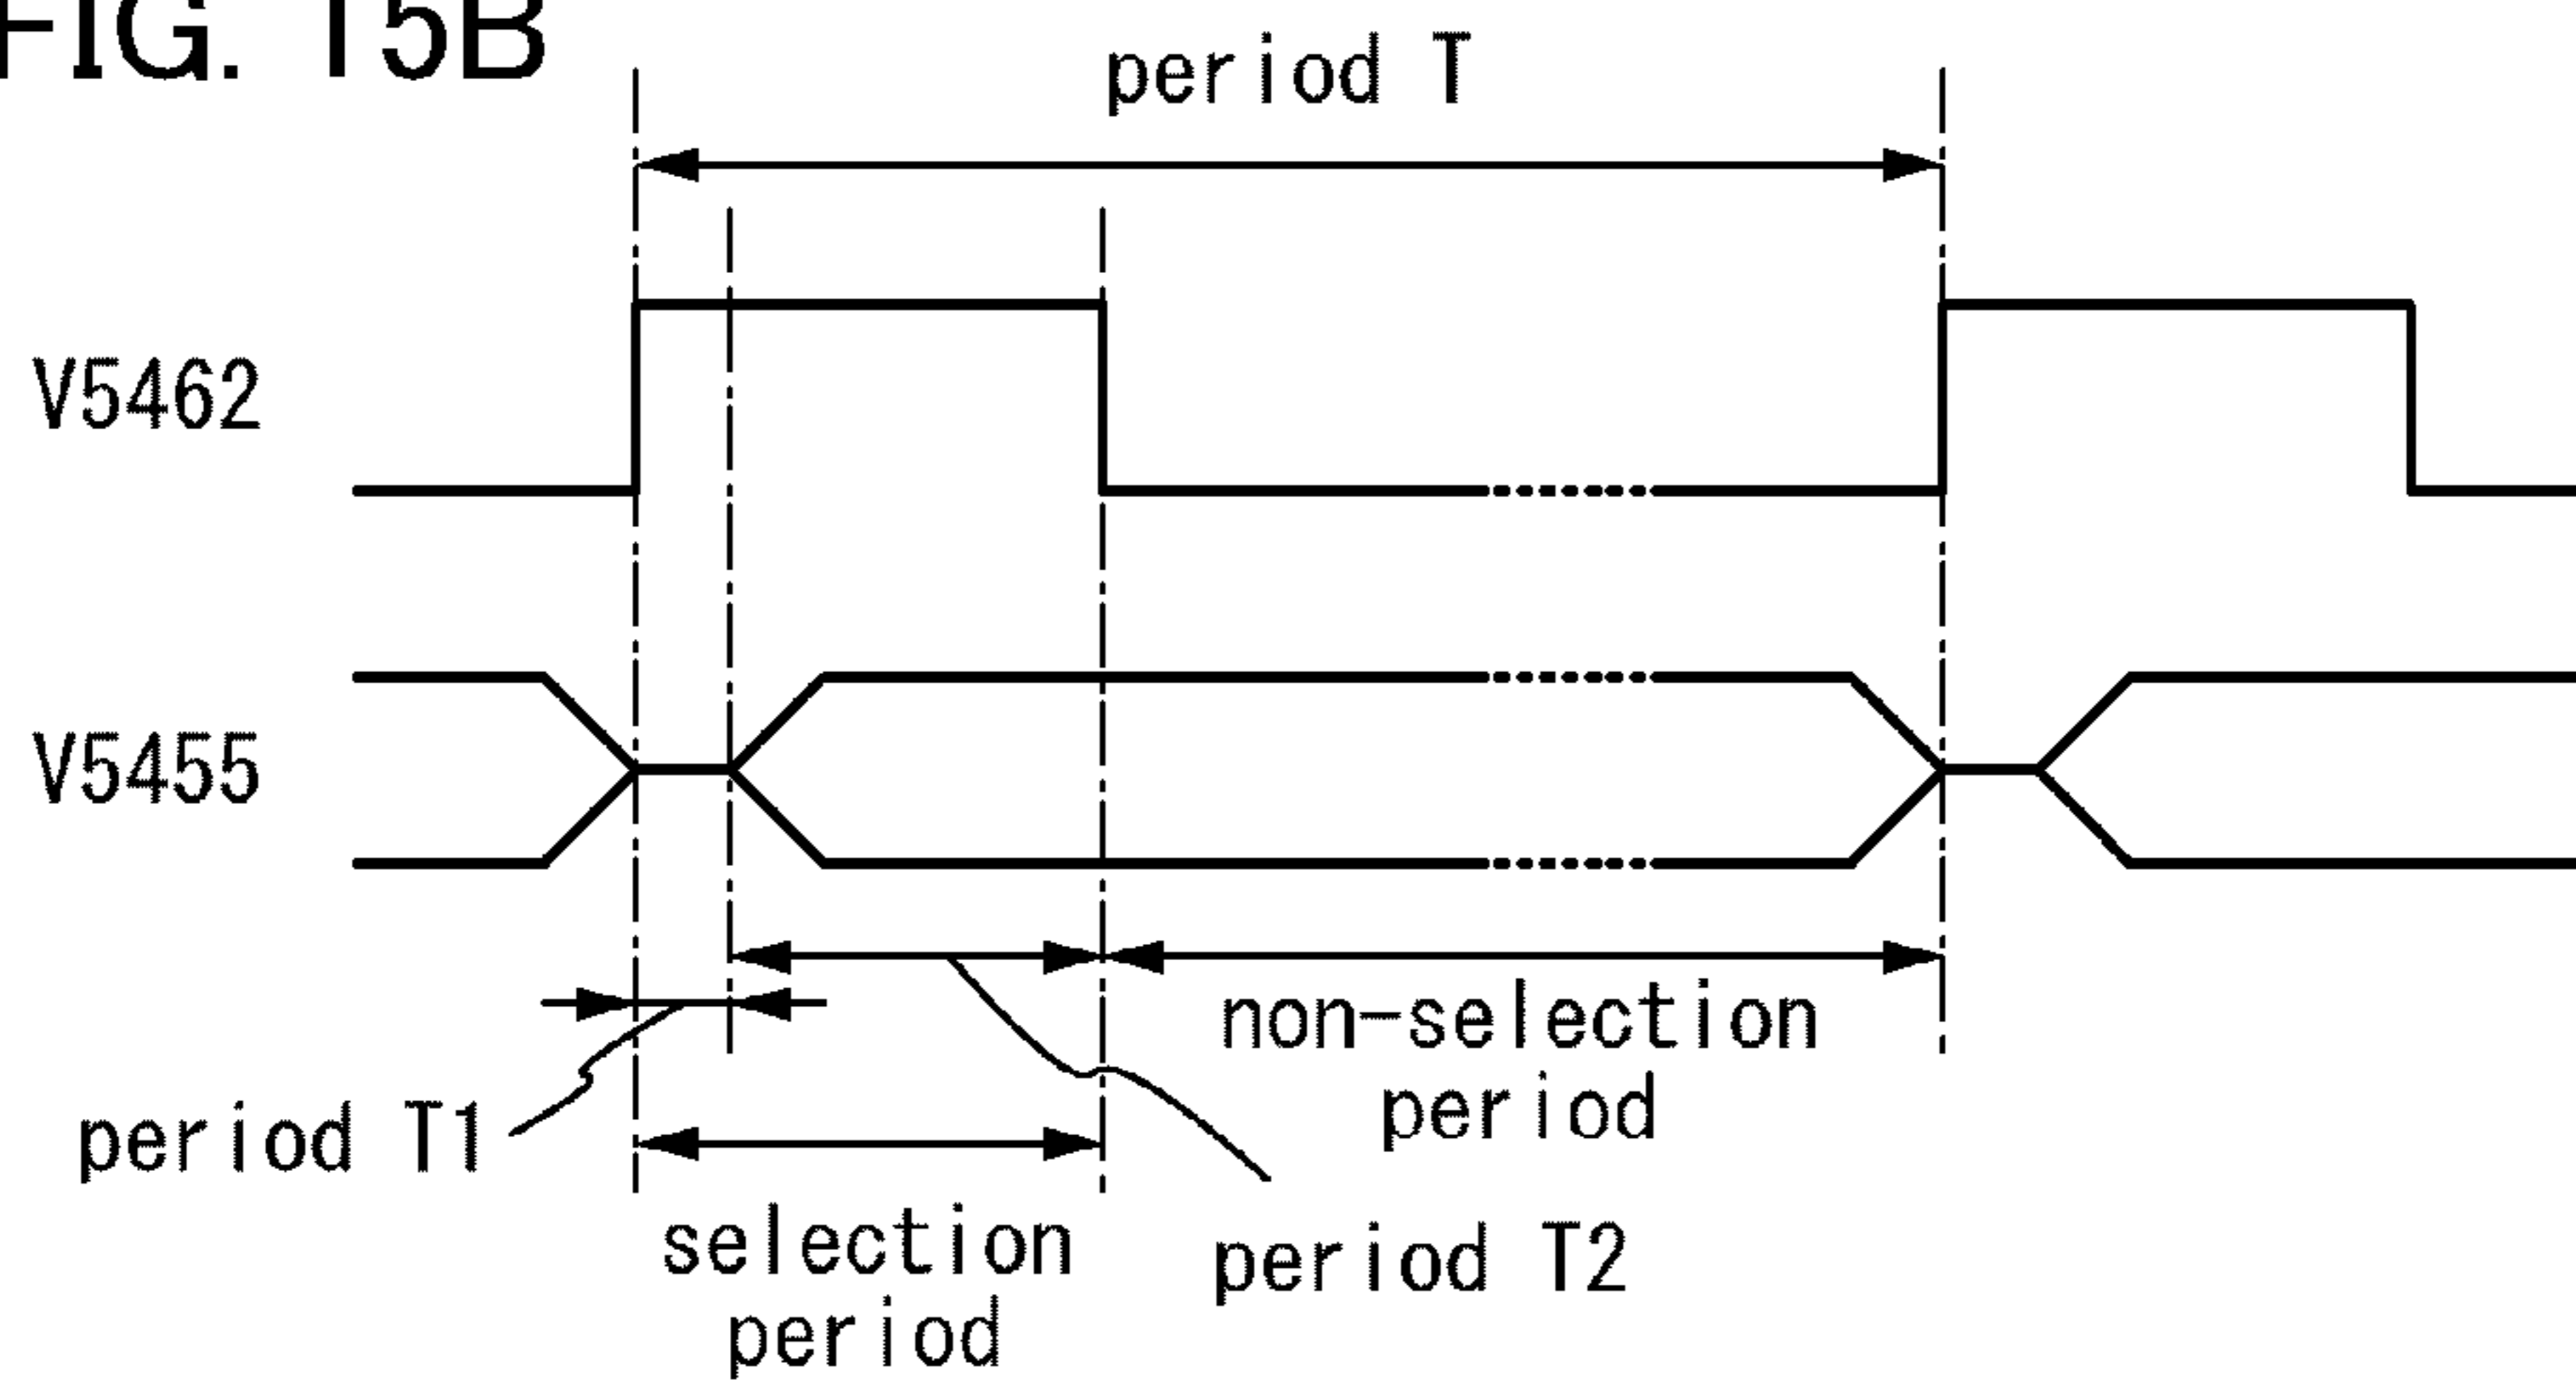 FIG. 15B
period T
V5462
V5455
non-selection
period
period T1
selection
period
period T2